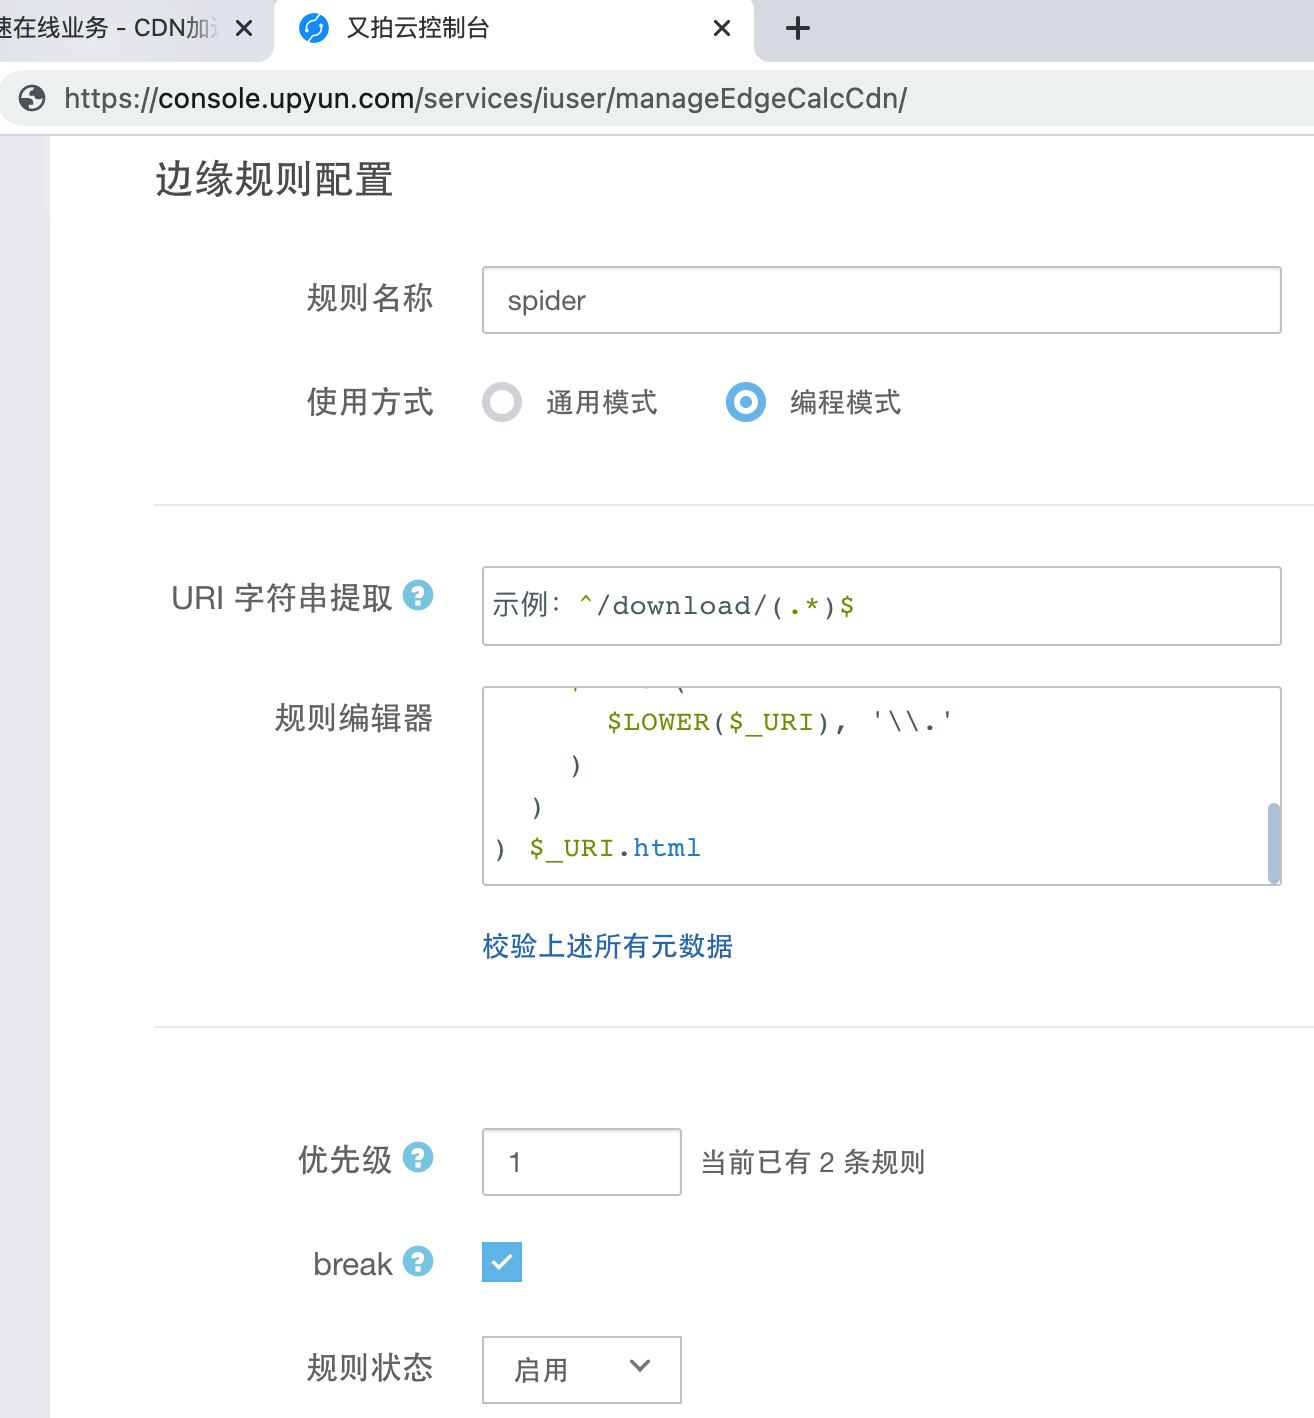 速在线业务 - CDN加
又拍云控制台
https://console.upyun.com/services/iuser/manageEdgeCalcCdn/
边缘规则配置
规则名称 spider
使用方式 通用模式 编程模式
URI 字符串提取 示例：^/download/(.*)$
规则编辑器
$LOWER($_URI), '\\.'
)
)
) $_URI.html
校验上述所有元数据
优先级 1 当前已有 2 条规则
break
规则状态 启用